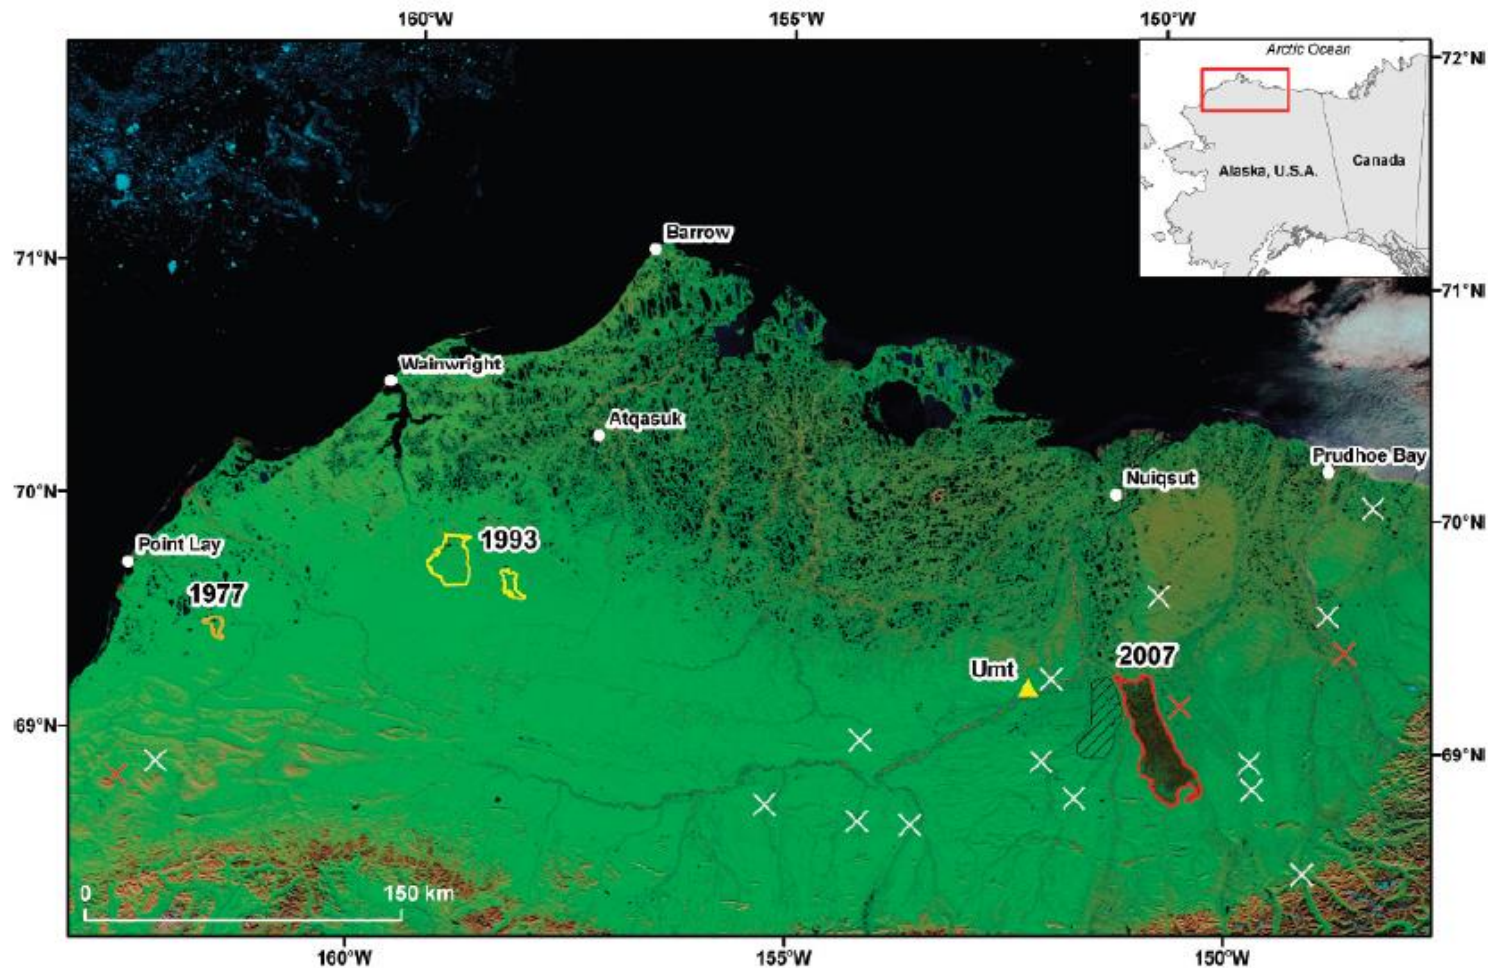 160°W 155°W 150°W
Arctic Ocean
72°N
Alaska, U.S.A.
Canada
Barrow
71°N
71°N
Wainwright
Atqasuk
Prudhoe Bay
Nuiqsut
70°N
70°N
1993
Point Lay
1977
2007
Umt
69°N
69°N
0 150 km
160°W 155°W 150°W